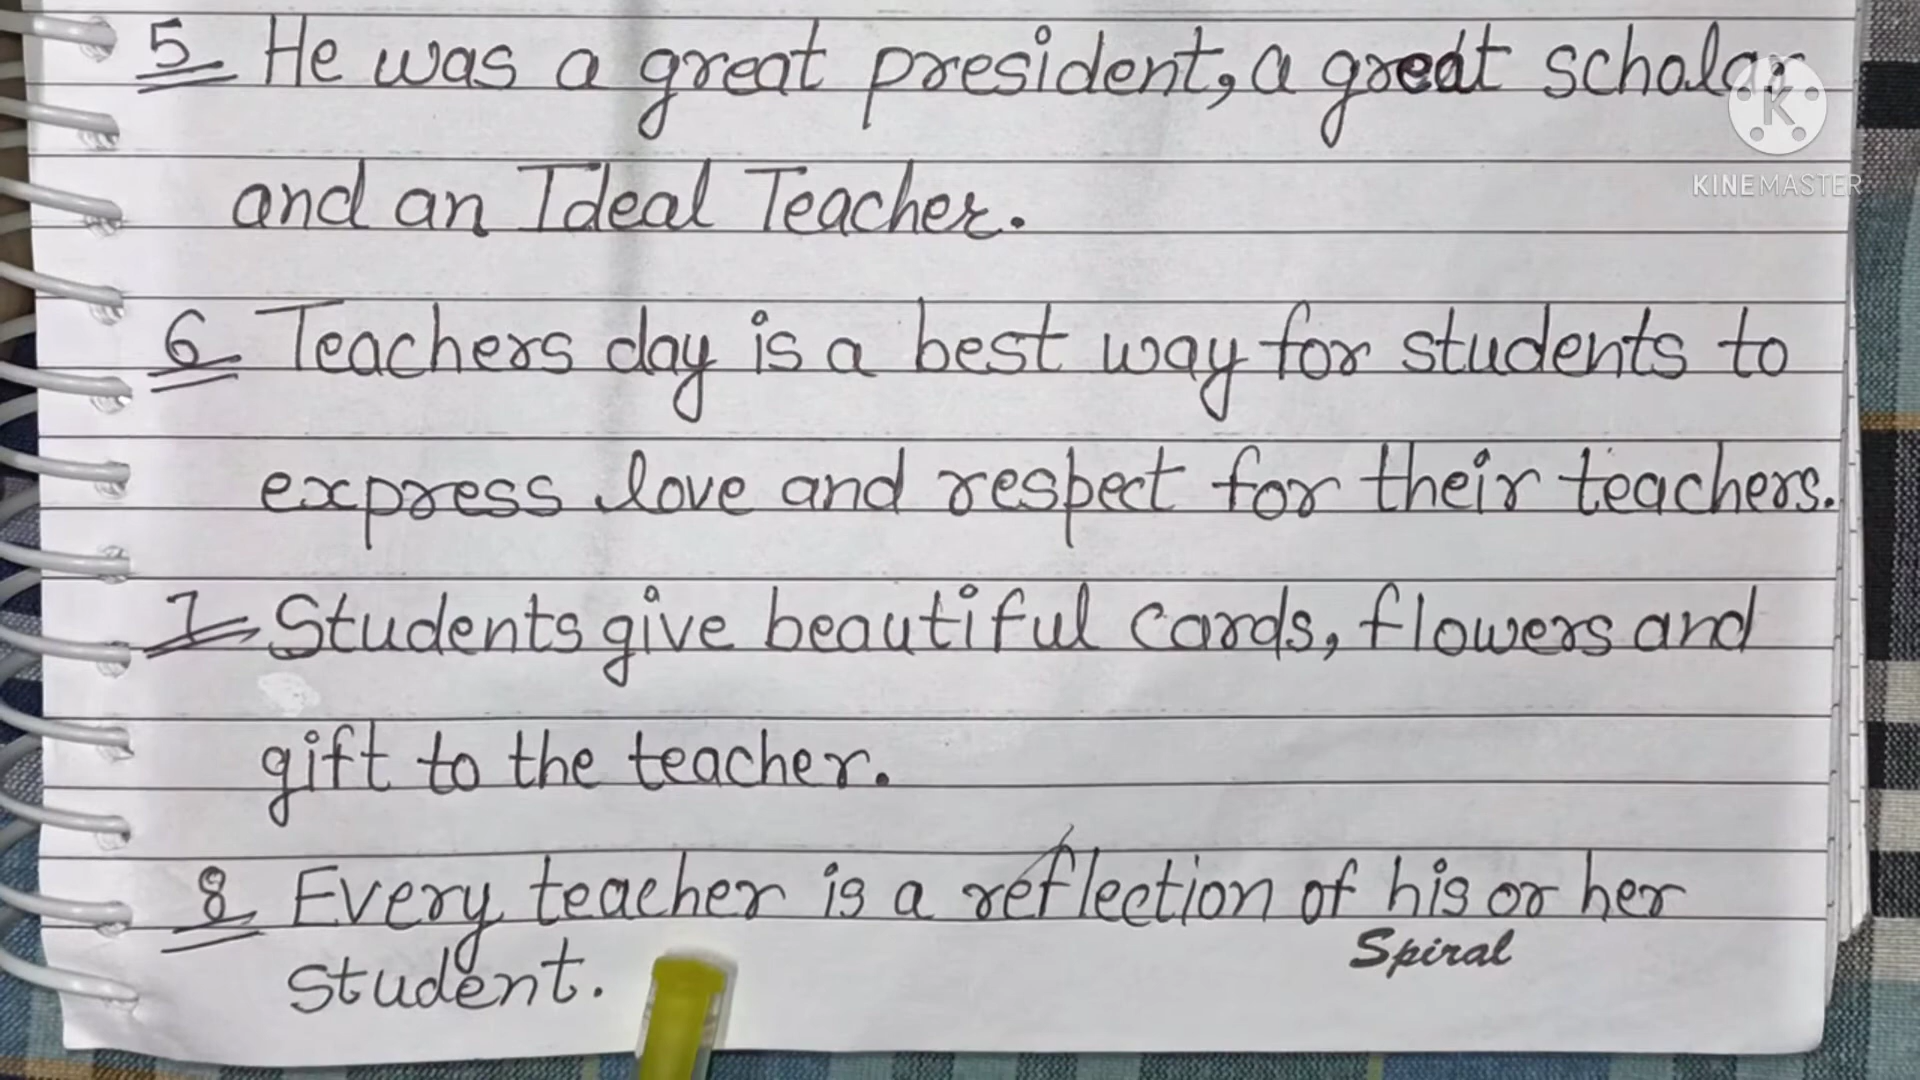 5 He was a great president, a great scholar
K
KINEMASTER
and an Ideal Teacher.
6 Teachers day is a best way for students to
express love and respect for their teachers.
7 Students give beautiful cards, flowers and
gift to the teacher.
8 Every teacher is a reflection of his or her
Spiral
student.